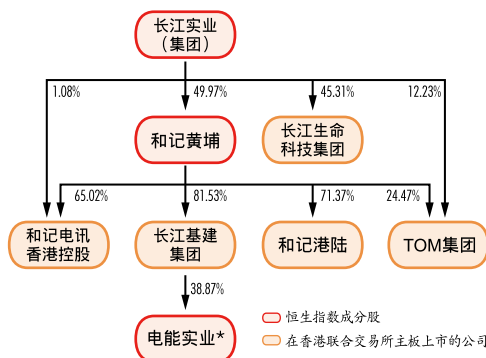 长江实业
（集团）
1.08%
49.97%
45.31%
12.23%
和记黄埔
长江生命
科技集团
65.02%
81.53%
71.37%
24.47%
和记电讯
香港控股
长江基建
集团
和记港陆
TOM集团
38.87%
电能实业*
恒生指数成分股
在香港联合交易所主板上市的公司